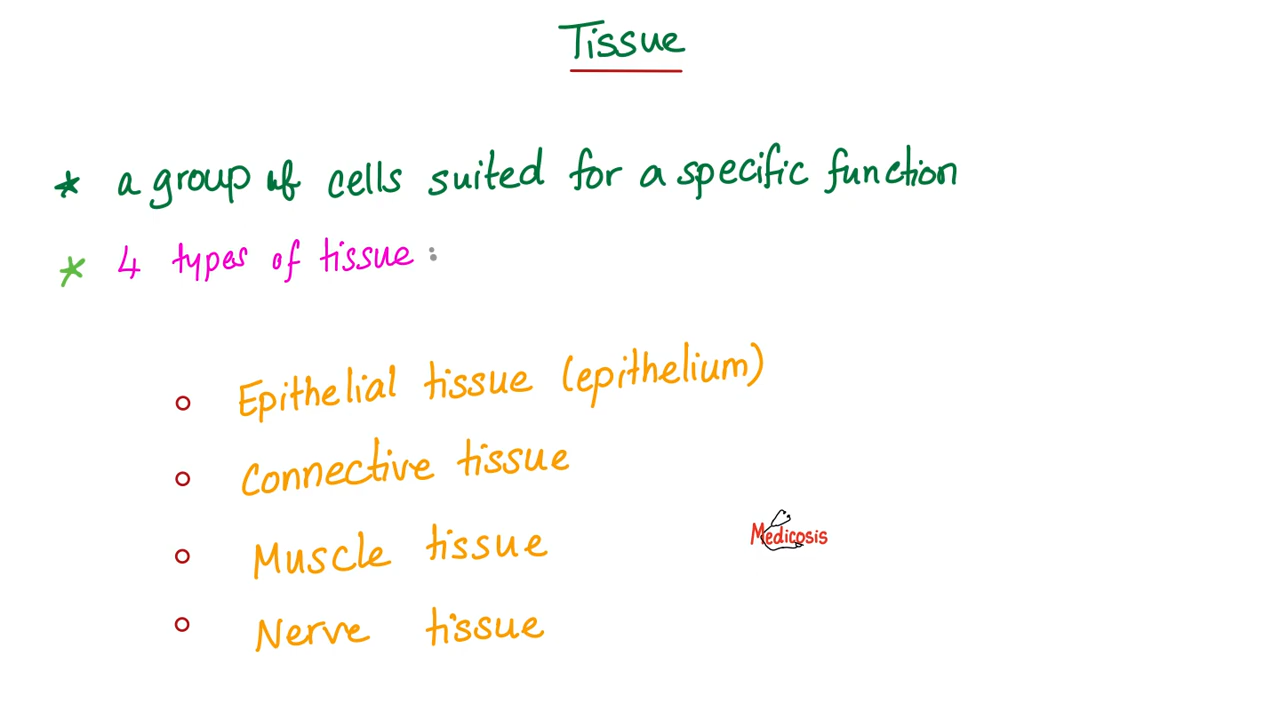 Tissue
* a group of cells suited for a specific function
* 4 types of tissue :
Epithelial tissue (epithelium)
Connective tissue
Muscle tissue
Medicosis
Nerve tissue